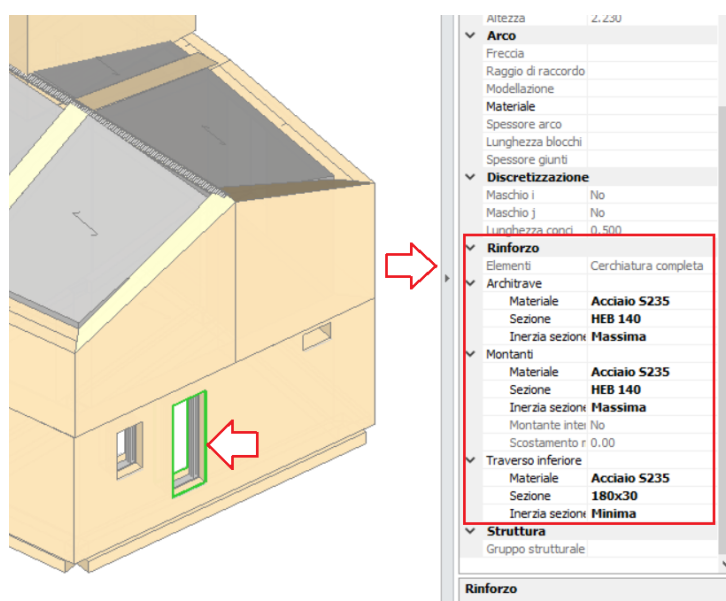 Altezza 2.230
Arco
Freccia
Raggio di raccordo
Modellazione
Materiale
Spessore arco
Lunghezza blocchi
Spessore giunti
Discretizzazione
Maschio i No
Maschio j No
Lunghezza conci 0.500
Rinforzo
Elementi Cerchiatura completa
Architrave
Materiale Acciaio S235
Sezione HEB 140
Inerzia sezione Massima
Montanti
Materiale Acciaio S235
Sezione HEB 140
Inerzia sezione Massima
Montante inter No
Scostamento r 0.00
Traverso inferiore
Materiale Acciaio S235
Sezione 180x30
Inerzia sezione Minima
Struttura
Gruppo strutturale
Rinforzo